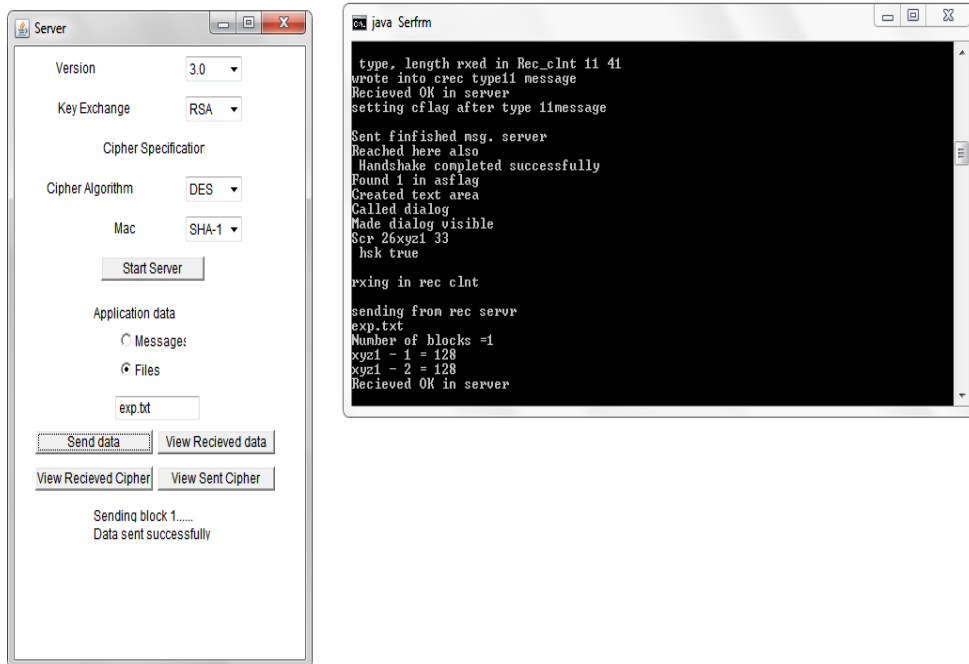 Server
Version 3.0
Key Exchange RSA
Cipher Specification
Cipher Algorithm DES
Mac SHA-1
Start Server
Application data
Messages
Files
exp.txt
Send data View Recieved data
View Recieved Cipher View Sent Cipher
Sending block 1......
Data sent successfully
java Serfrm
type, length rxed in Rec_clnt 11 41
wrote into crec type11 message
Recieved OK in server
setting cflag after type 11message
Sent finfished msg. server
Reached here also
Handshake completed successfully
Found 1 in asflag
Created text area
Called dialog
Made dialog visible
Scr 26xyz1 33
hsk true
rxing in rec clnt
sending from rec servr
exp.txt
Number of blocks =1
xyz1 - 1 = 128
xyz1 - 2 = 128
Recieved OK in server